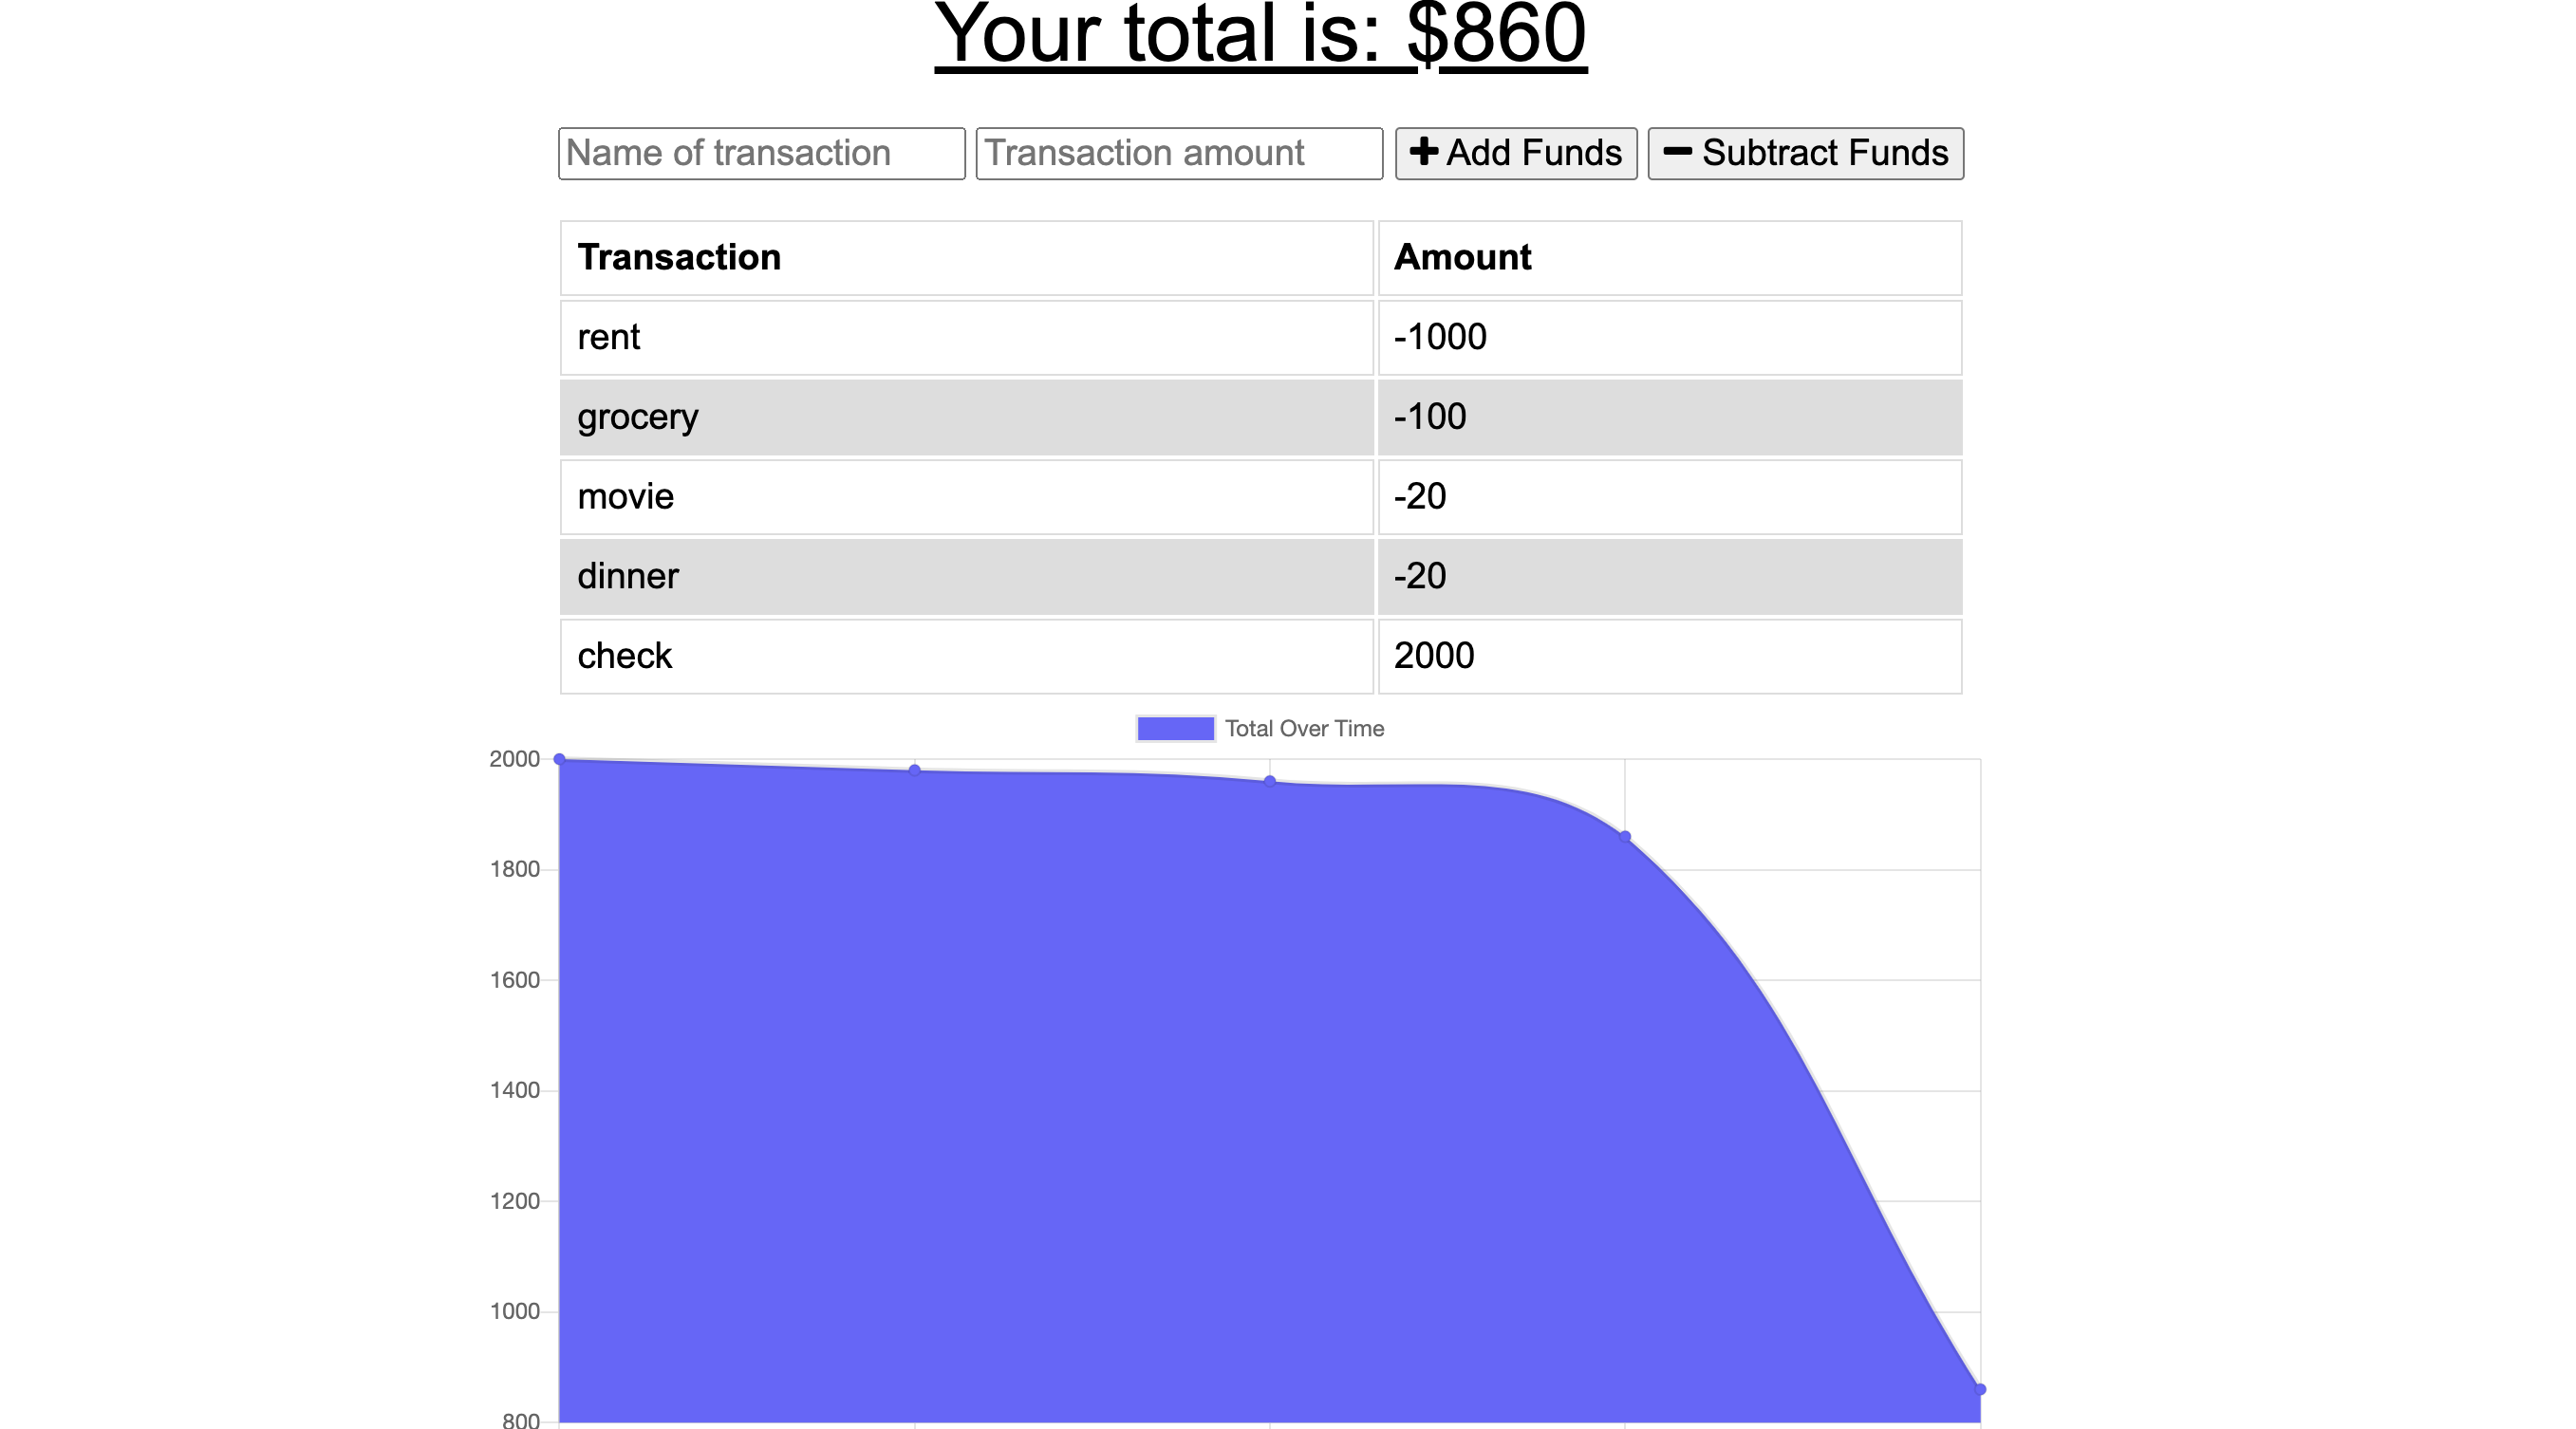 Your total is: $860
Name of transaction Transaction amount Add Funds Subtract Funds
Transaction Amount
rent -1000
grocery -100
movie -20
dinner -20
check 2000
Total Over Time
2000
1800
1600
1400
1200
1000
800